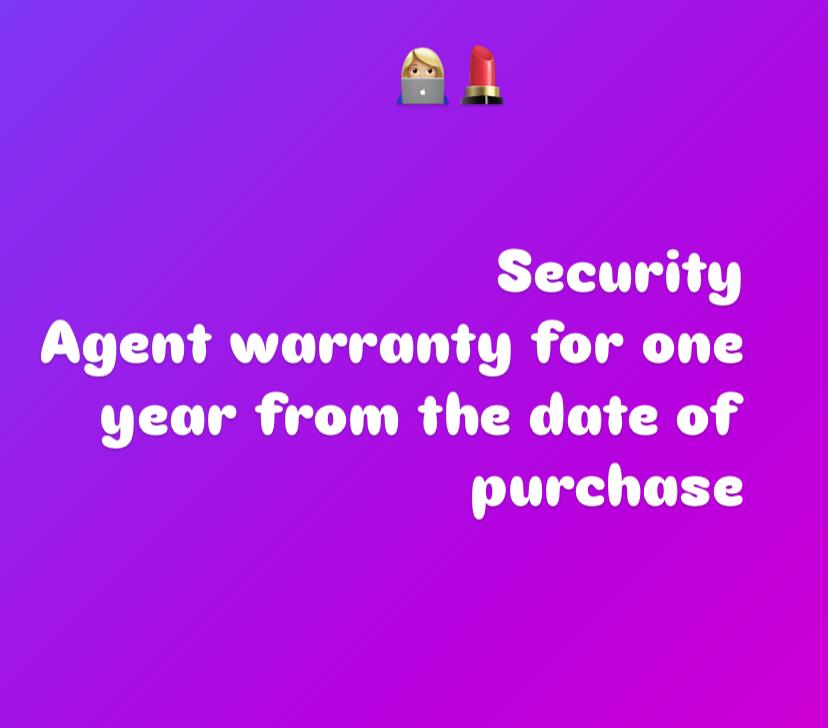 👩🏼‍💻💄
Security
Agent warranty for one
year from the date of
purchase